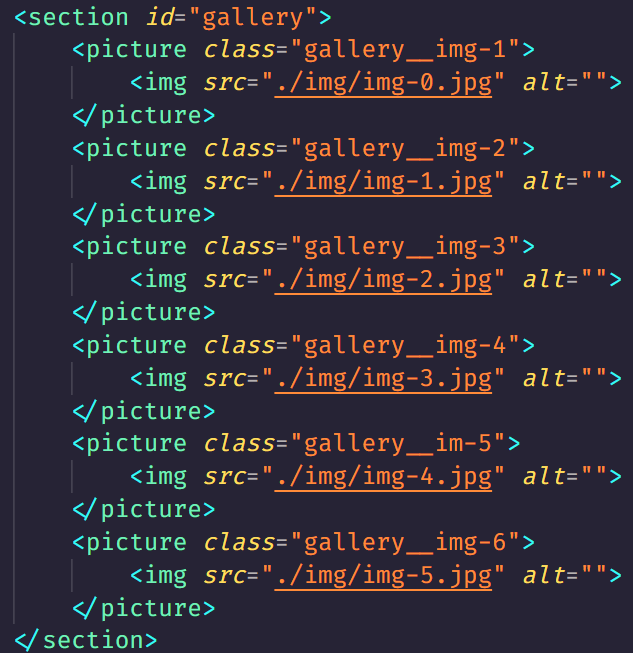 <section id="gallery">
<picture class="gallery__img-1">
<img src="./img/img-0.jpg" alt="">
</picture>
<picture class="gallery__img-2">
<img src="./img/img-1.jpg" alt="">
</picture>
<picture class="gallery__img-3">
<img src="./img/img-2.jpg" alt="">
</picture>
<picture class="gallery__img-4">
<img src="./img/img-3.jpg" alt="">
</picture>
<picture class="gallery__im-5">
<img src="./img/img-4.jpg" alt="">
</picture>
<picture class="gallery__img-6">
<img src="./img/img-5.jpg" alt="">
</picture>
</section>